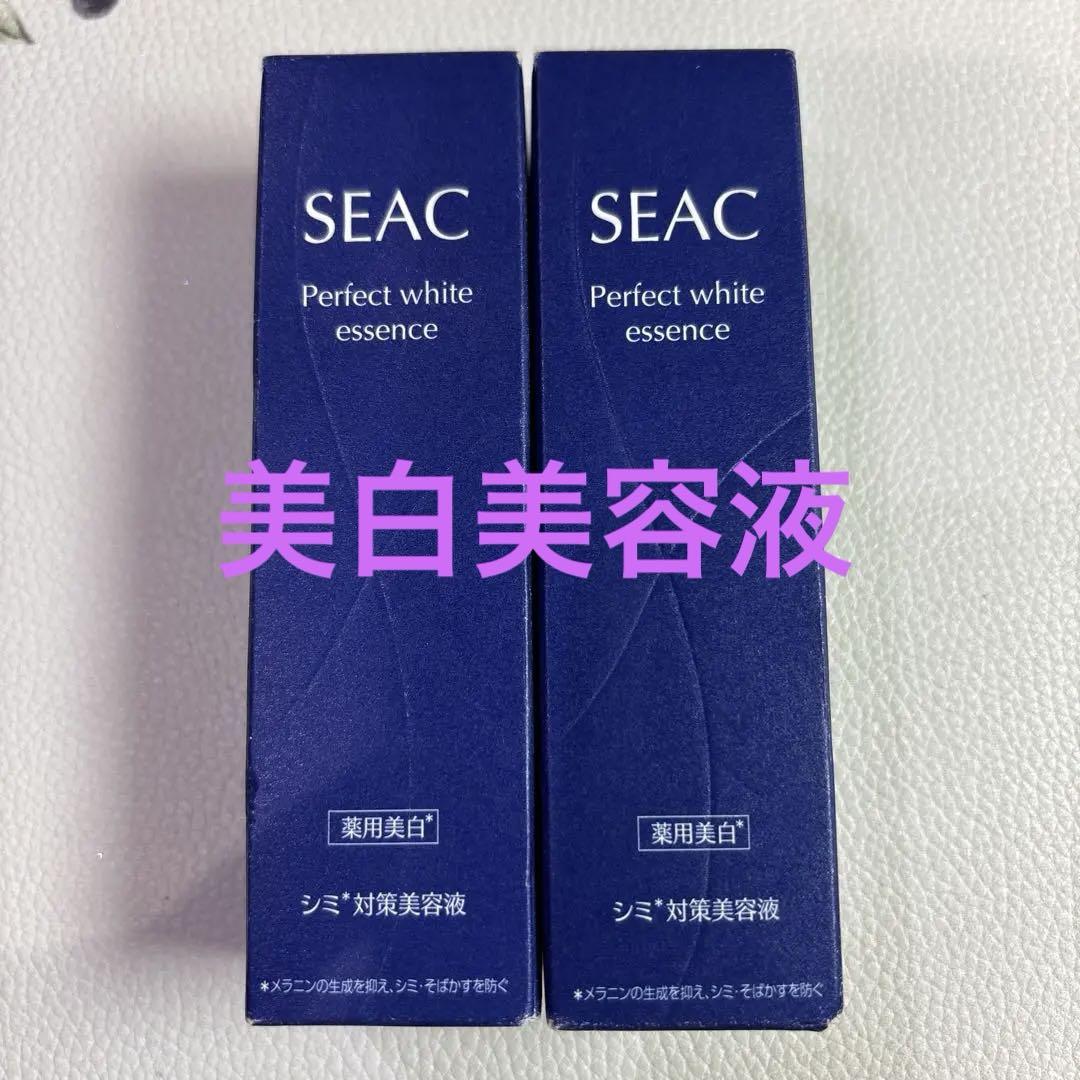 SEAC
Perfect white
essence
薬用美白*
シミ*対策美容液
*メラニンの生成を抑え、シミ・そばかすを防ぐ
SEAC
Perfect white
essence
薬用美白*
シミ*対策美容液
*メラニンの生成を抑え、シミ・そばかすを防ぐ
美白美容液